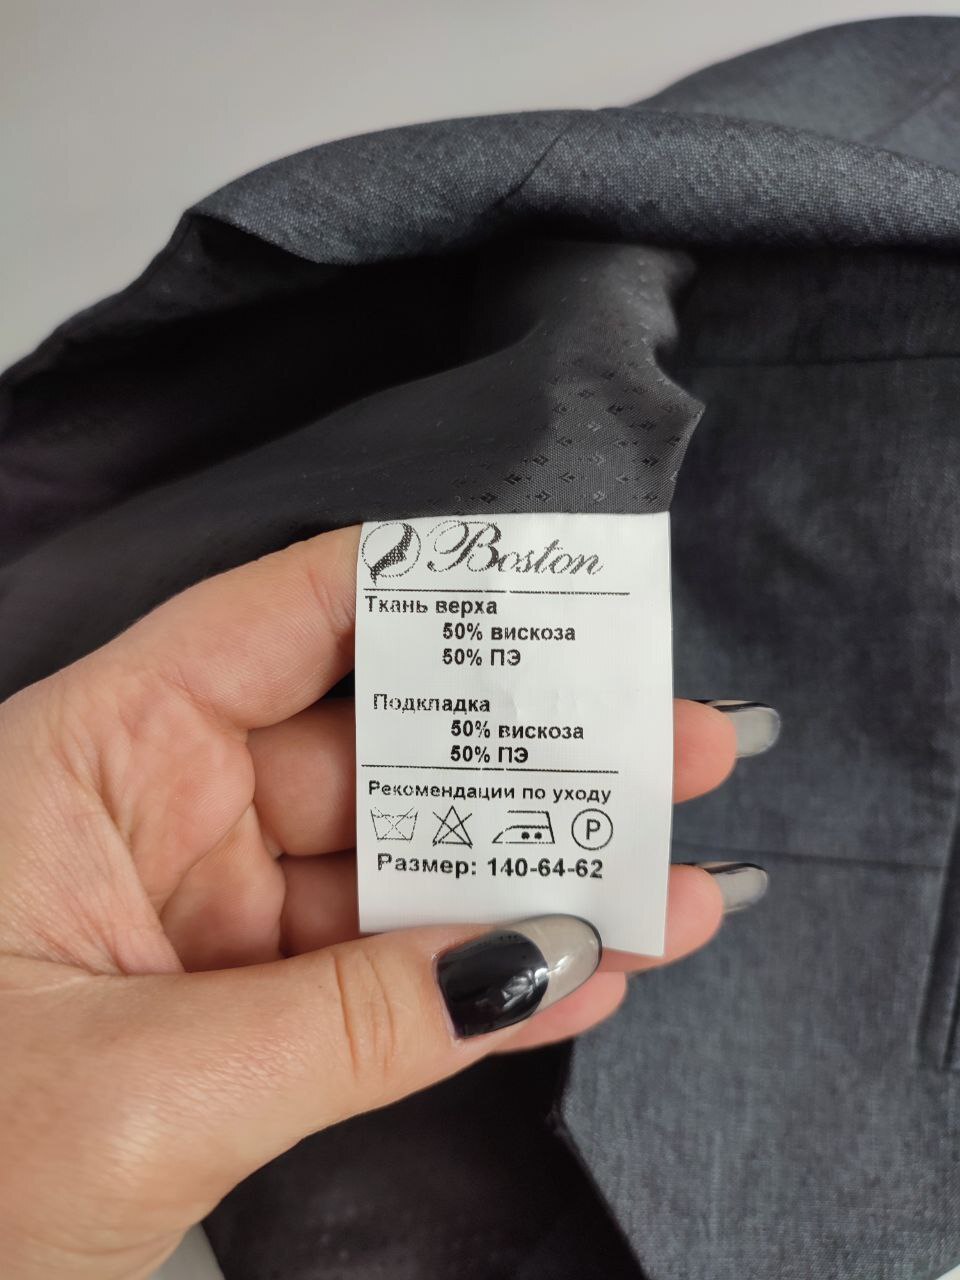 Boston
Ткань верха
50% вискоза
50% ПЭ
Подкладка
50% вискоза
50% ПЭ
Рекомендации по уходу
P
Размер: 140-64-62